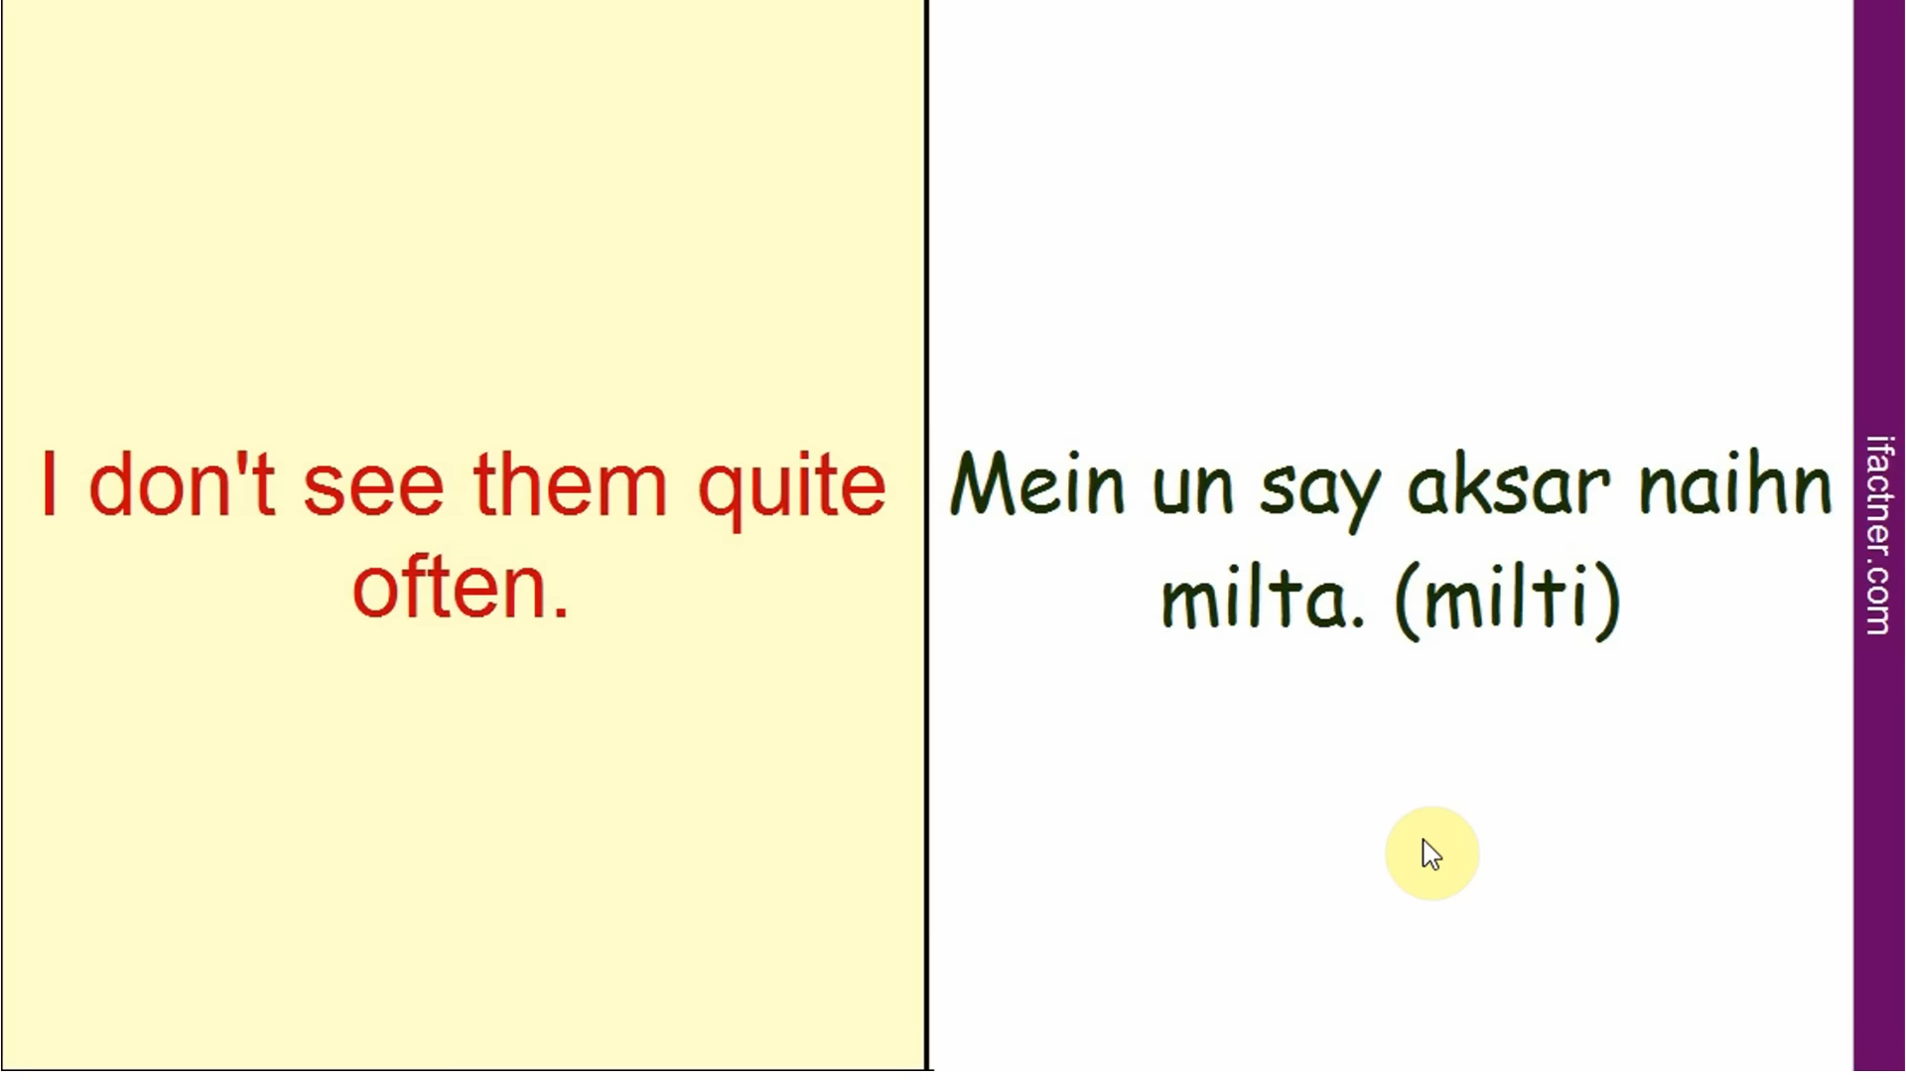 I don't see them quite
often.
Mein un say aksar naihn
milta. (milti)
ifactner.com